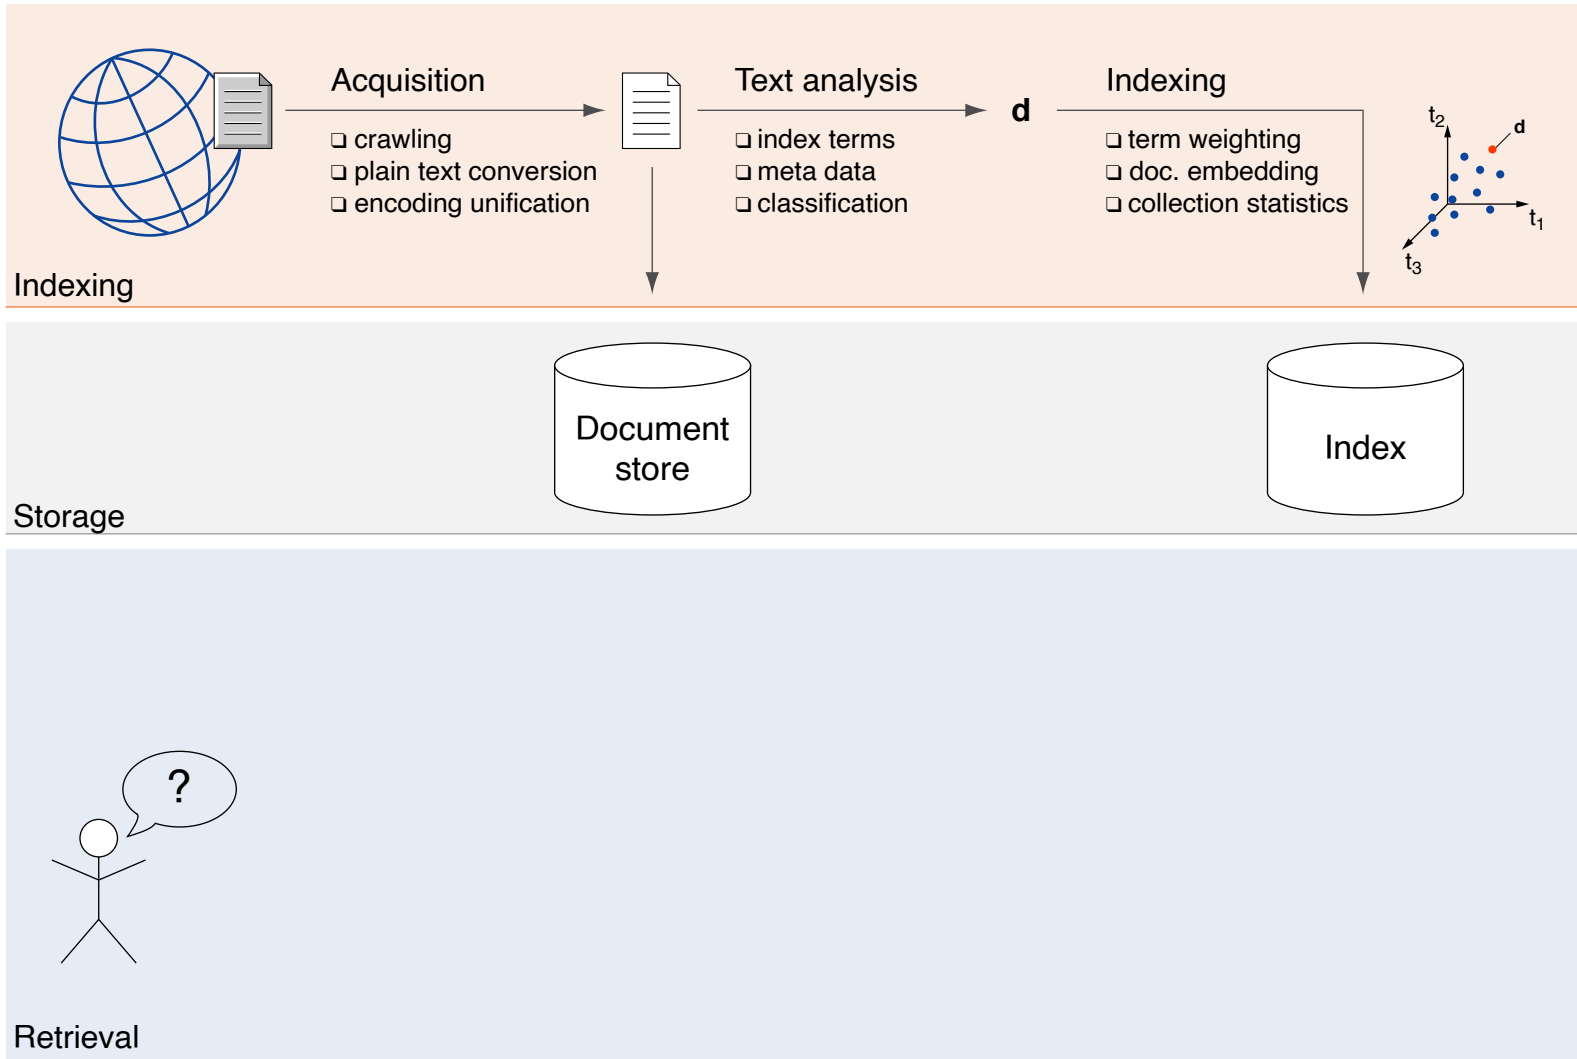 Acquisition
❏ crawling
❏ plain text conversion
❏ encoding unification
Text analysis
❏ index terms
❏ meta data
❏ classification
d
Indexing
❏ term weighting
❏ doc. embedding
❏ collection statistics
t2
d
t1
t3
Indexing
Document
store
Index
Storage
?
Retrieval